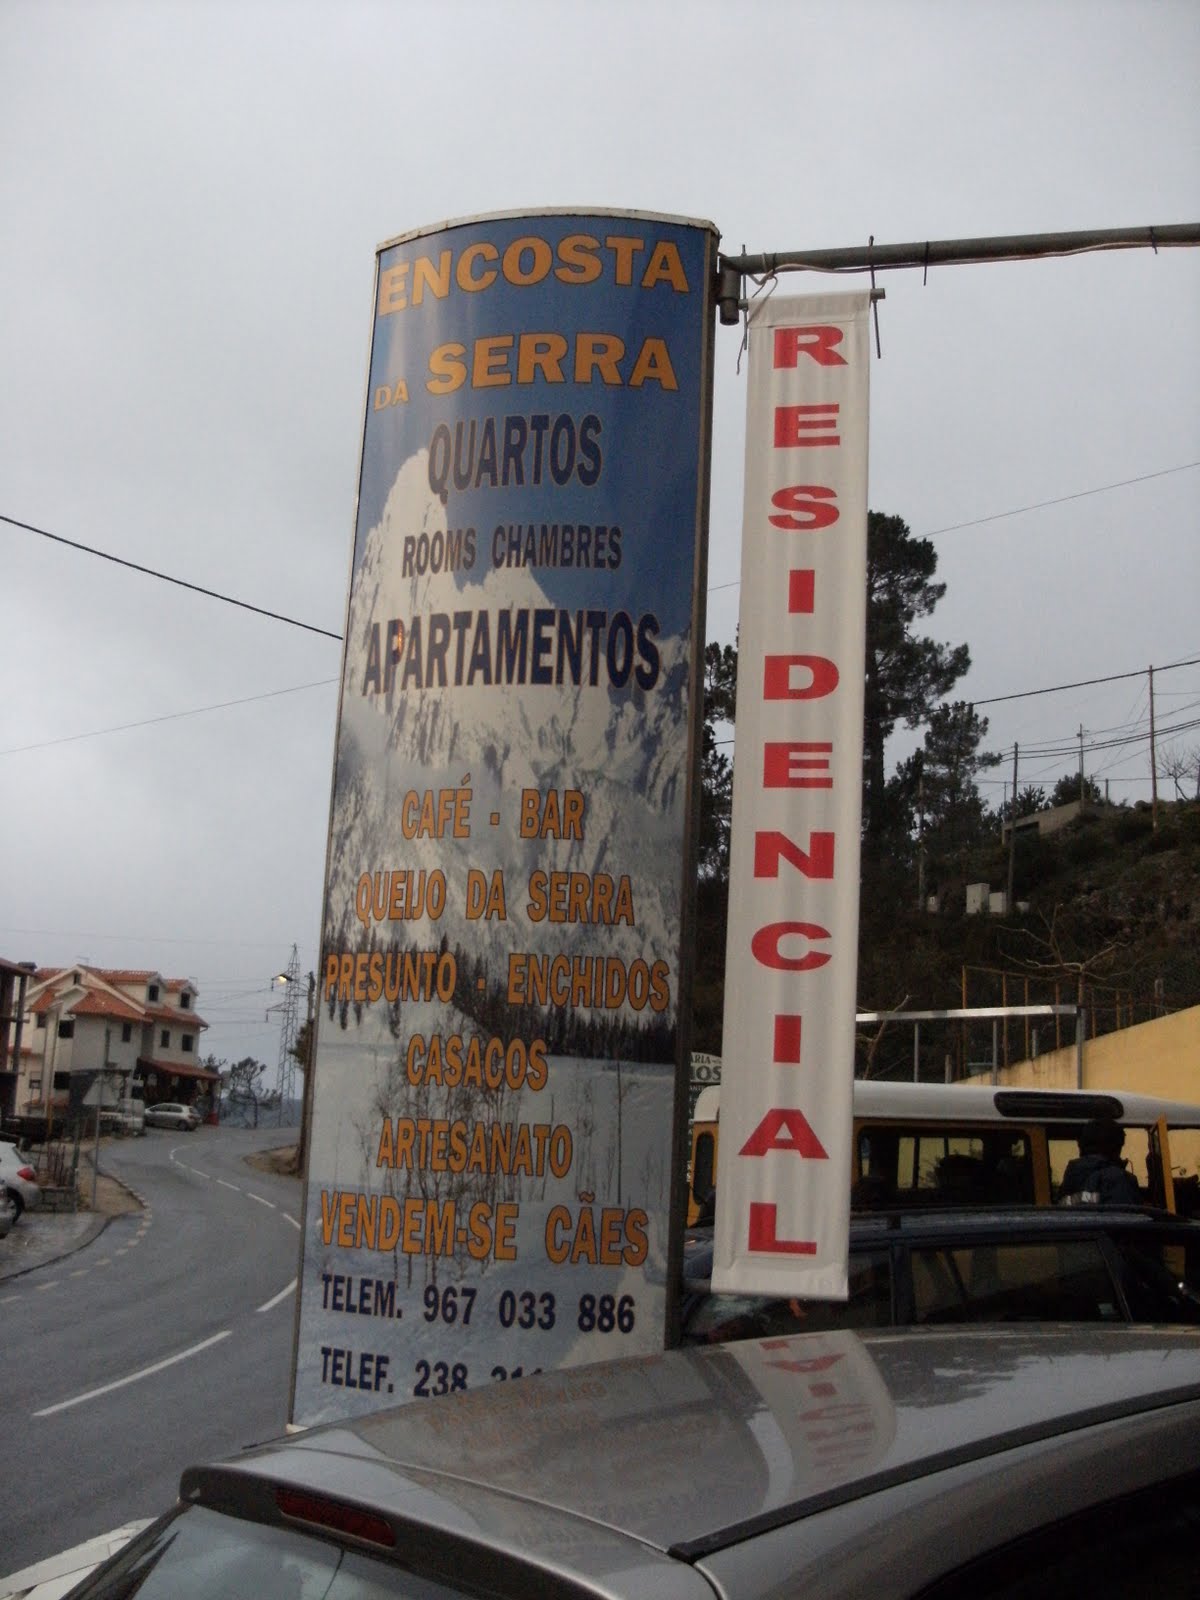 ENCOSTA
DA SERRA
QUARTOS
ROOMS CHAMBRES
APARTAMENTOS
CAFÉ - BAR
QUEIJO DA SERRA
PRESUNTO - ENCHIDOS
CASACOS
ARTESANATO
VENDEM-SE CÃES
TELEM. 967 033 886
TELEF. 238
RESIDENCIAL